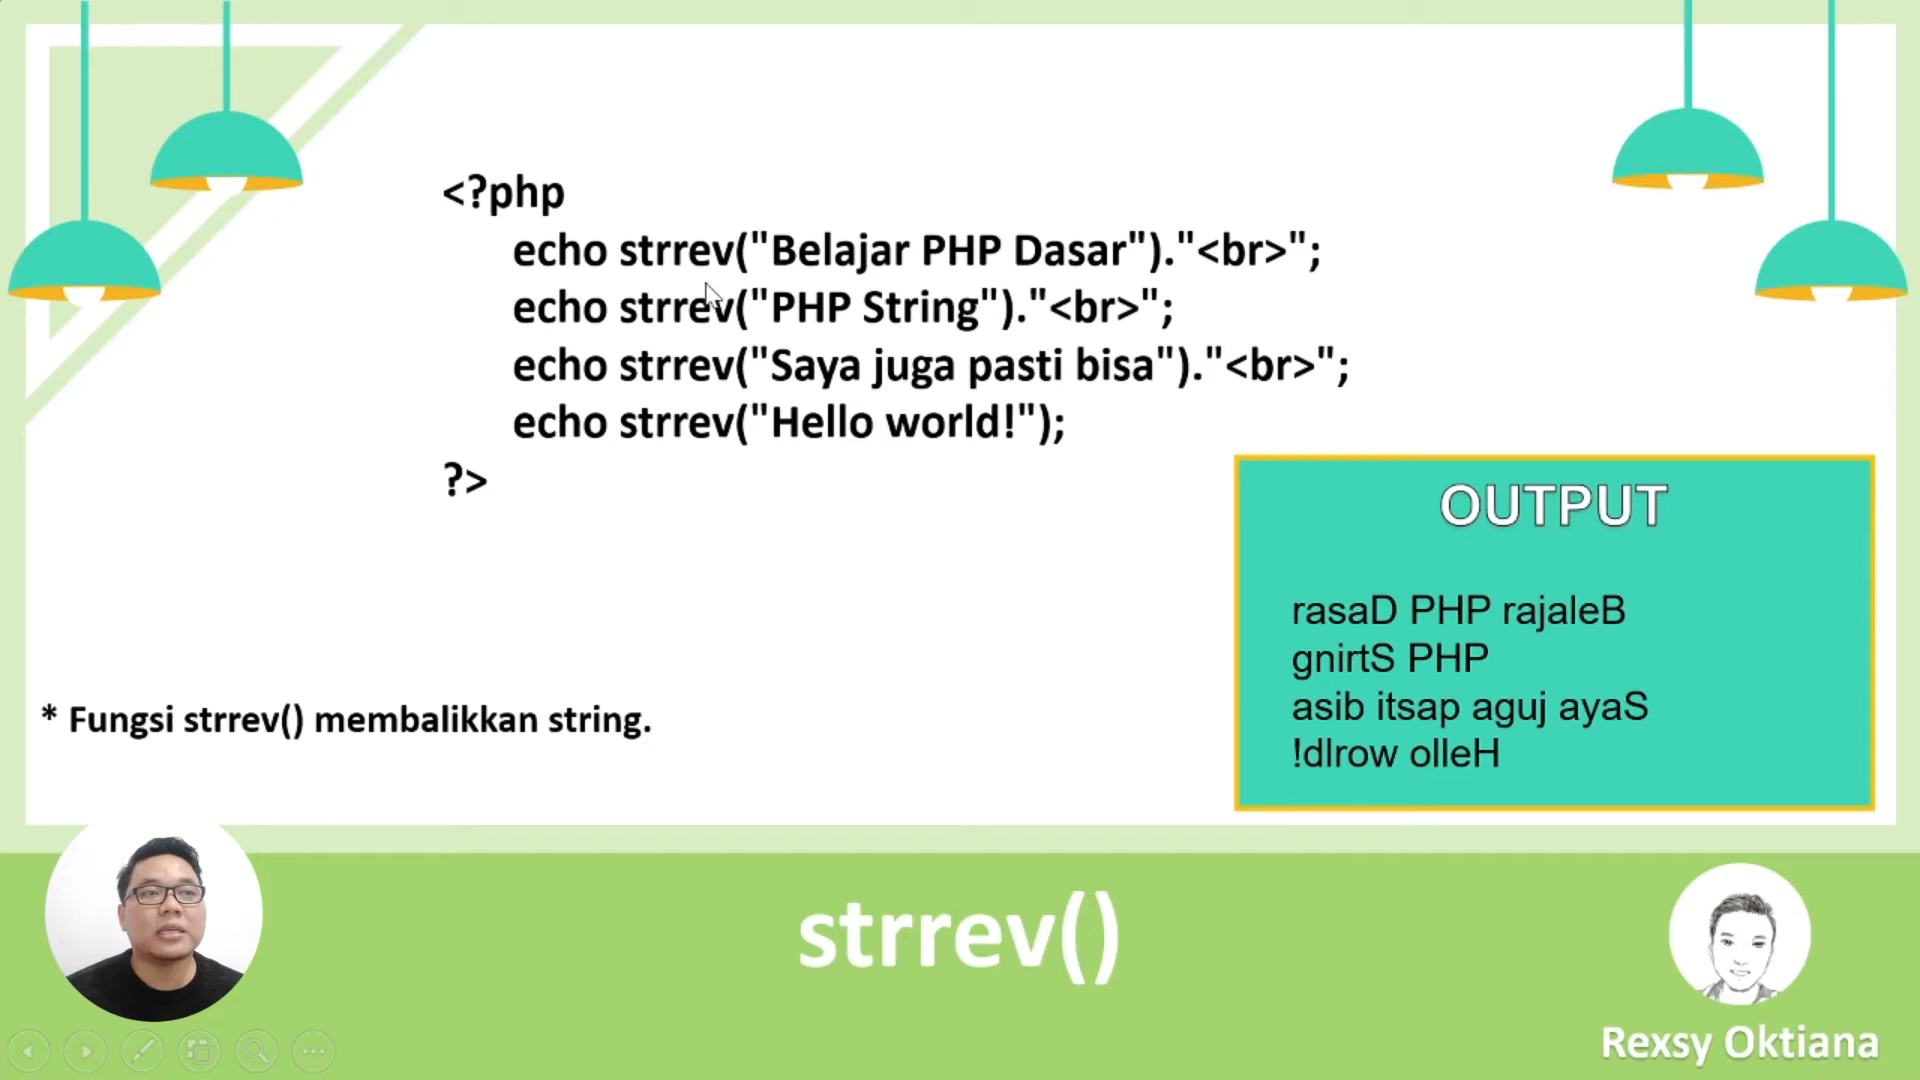 <?php
echo strrev("Belajar PHP Dasar")."<br>";
echo strrev("PHP String")."<br>";
echo strrev("Saya juga pasti bisa")."<br>";
echo strrev("Hello world!");
?>
OUTPUT
rasaD PHP rajaleB
gnirtS PHP
asib itsap aguj ayaS
!dlrow olleH
* Fungsi strrev() membalikkan string.
strrev()
Rexsy Oktiana